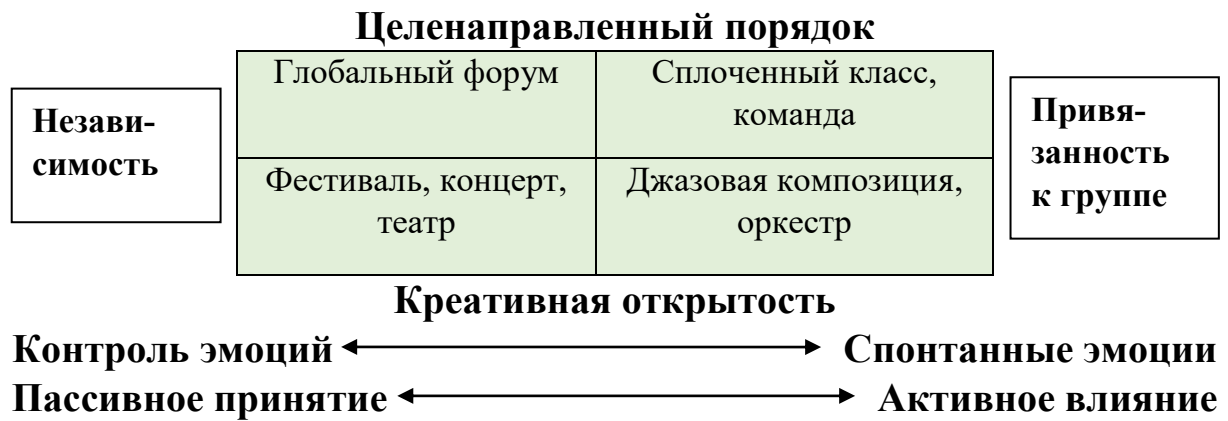 Целенаправленный порядок
Незави-
симость
Глобальный форум
Сплоченный класс,
команда
Фестиваль, концерт,
театр
Джазовая композиция,
оркестр
Привя-
занность
к группе
Креативная открытость
Контроль эмоций Спонтанные эмоции
Пассивное принятие Активное влияние